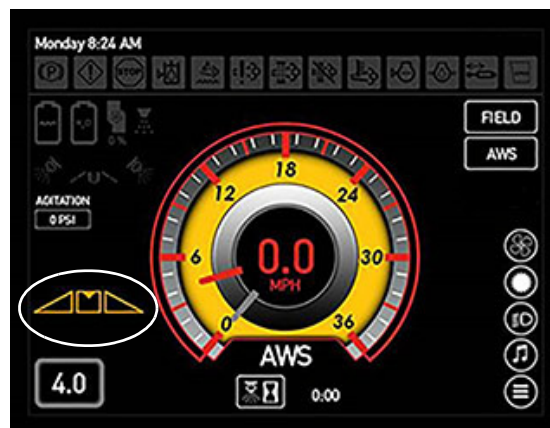 Monday 8:24 AM
P
STOP
FIELD
AWS
0%
AGITATION
0 PSI
0
6
12
18
24
30
36
0.0
MPH
AWS
4.0
0:00